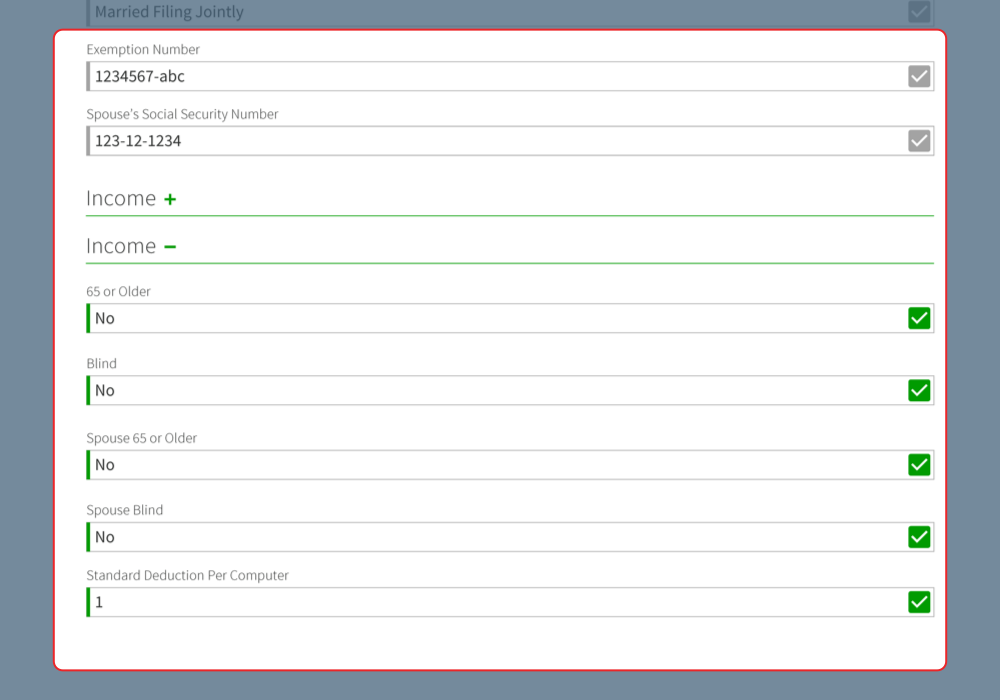 Married Filing Jointly
Exemption Number
1234567-abc
Spouse's Social Security Number
123-12-1234
Income +
Income −
65 or Older
No
Blind
No
Spouse 65 or Older
No
Spouse Blind
No
Standard Deduction Per Computer
1